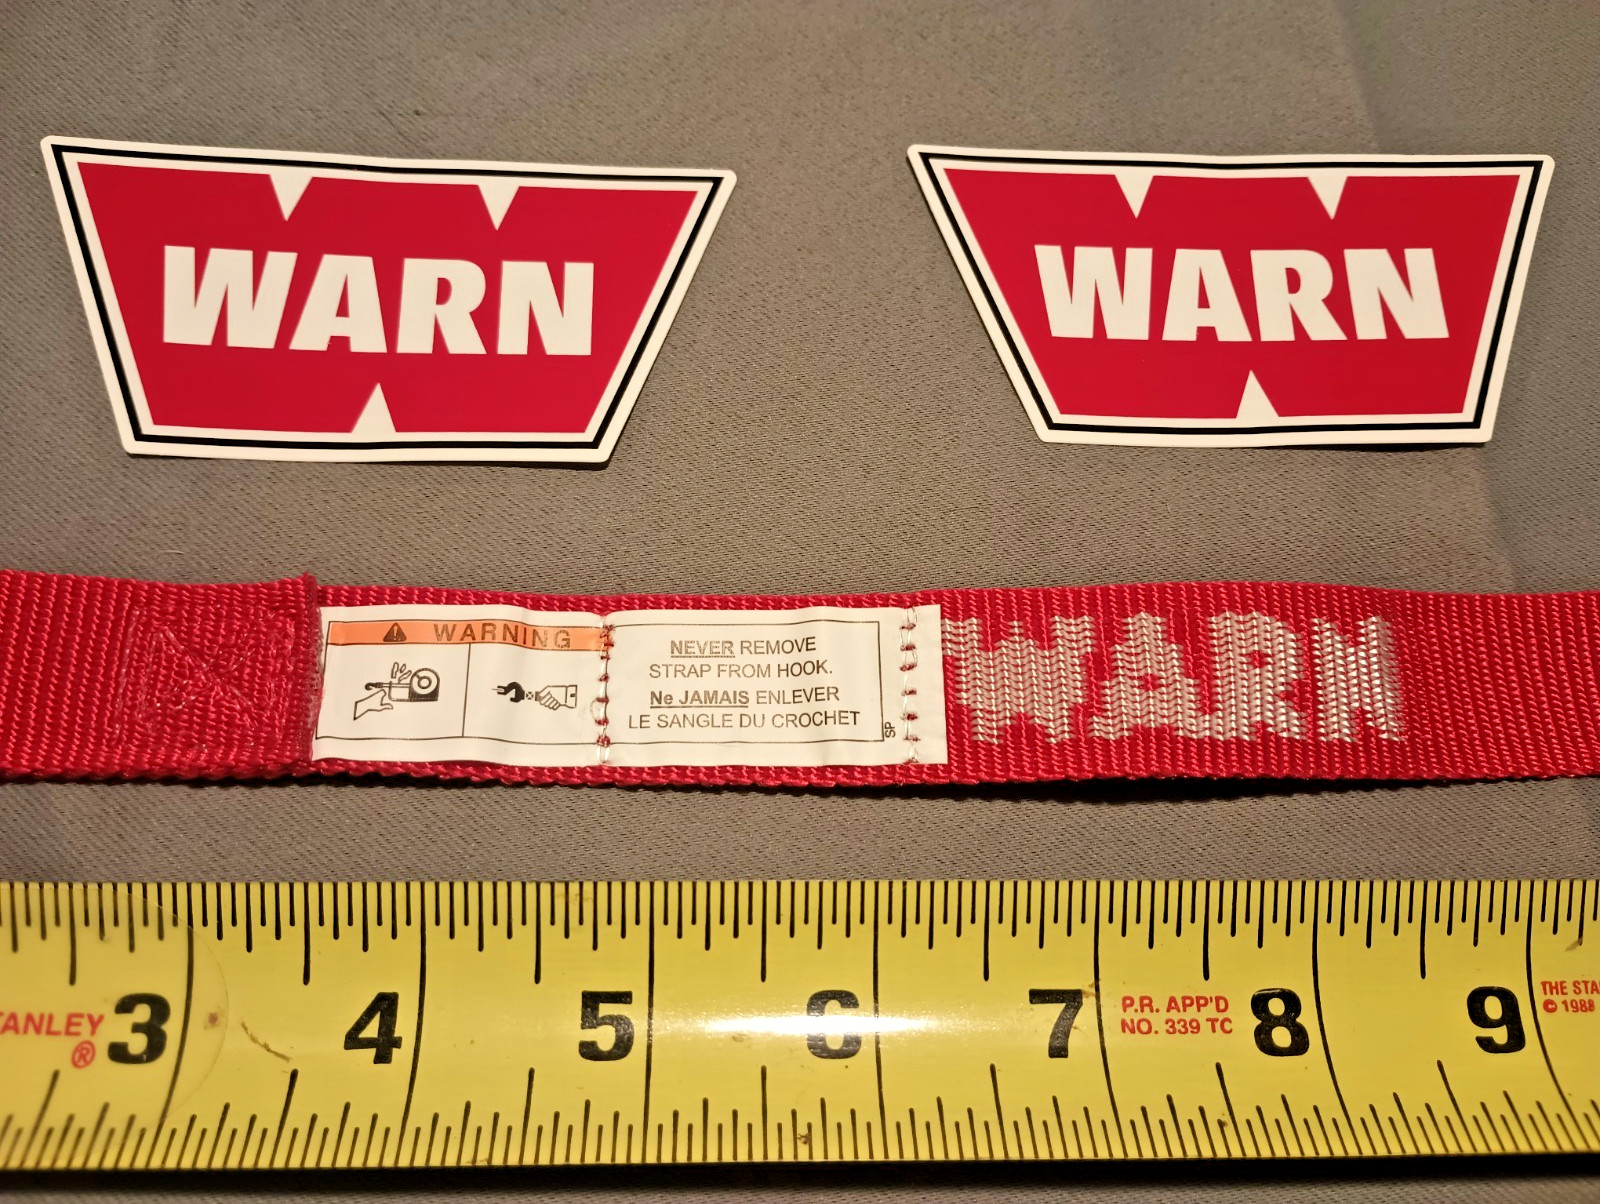 WARN
WARN
WARNING
NEVER REMOVE
STRAP FROM HOOK.
Ne JAMAIS ENLEVER
LE SANGLE DU CROCHET
SP
WARN
3 4 5 6 7 8 9
TANLEY
®
P.R. APP'D
NO. 339 TC
THE STA
© 1988